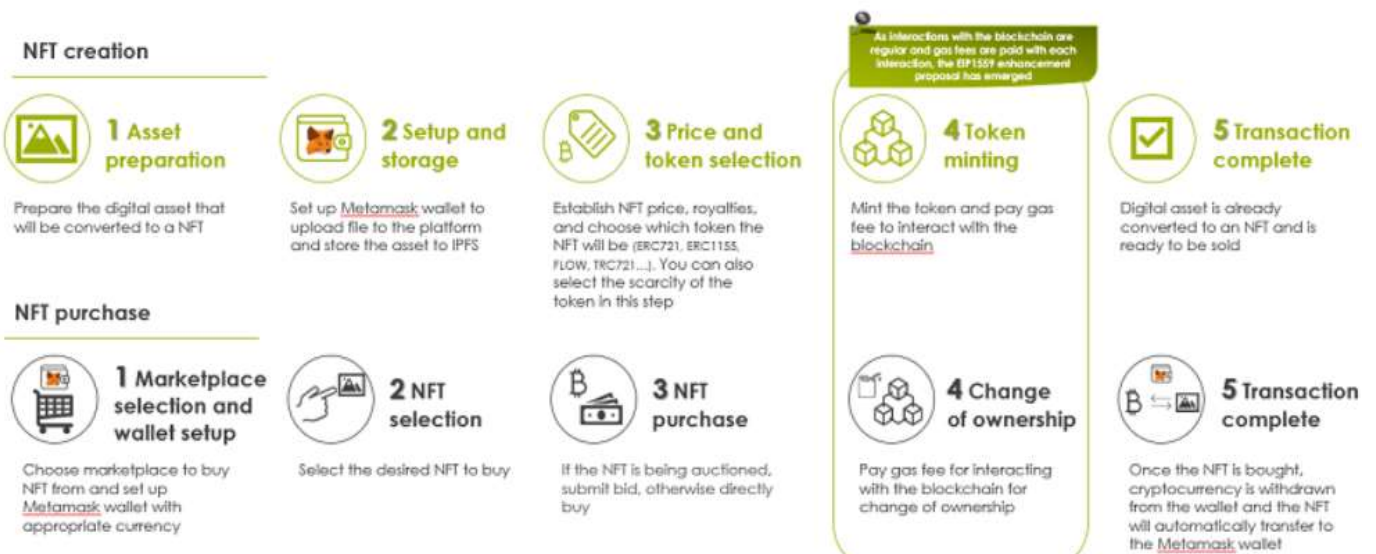 NFT creation
As interactions with the blockchain are
regular and gas fees are paid with each
interaction, the EIP1559 enhancement
proposal has emerged
1 Asset
preparation
Prepare the digital asset that
will be converted to a NFT
2 Setup and
storage
Set up Metamask wallet to
upload file to the platform
and store the asset to IPFS
3 Price and
token selection
Establish NFT price, royalties,
and choose which token the
NFT will be (ERC721, ERC1155,
FLOW, TRC721...). You can also
select the scarcity of the
token in this step
4 Token
minting
Mint the token and pay gas
fee to interact with the
blockchain
5 Transaction
complete
Digital asset is already
converted to an NFT and is
ready to be sold
NFT purchase
1 Marketplace
selection and
wallet setup
Choose marketplace to buy
NFT from and set up
Metamask wallet with
appropriate currency
2 NFT
selection
Select the desired NFT to buy
3 NFT
purchase
If the NFT is being auctioned,
submit bid, otherwise directly
buy
4 Change
of ownership
Pay gas fee for interacting
with the blockchain for
change of ownership
5 Transaction
complete
Once the NFT is bought,
cryptocurrency is withdrawn
from the wallet and the NFT
will automatically transfer to
the Metamask wallet